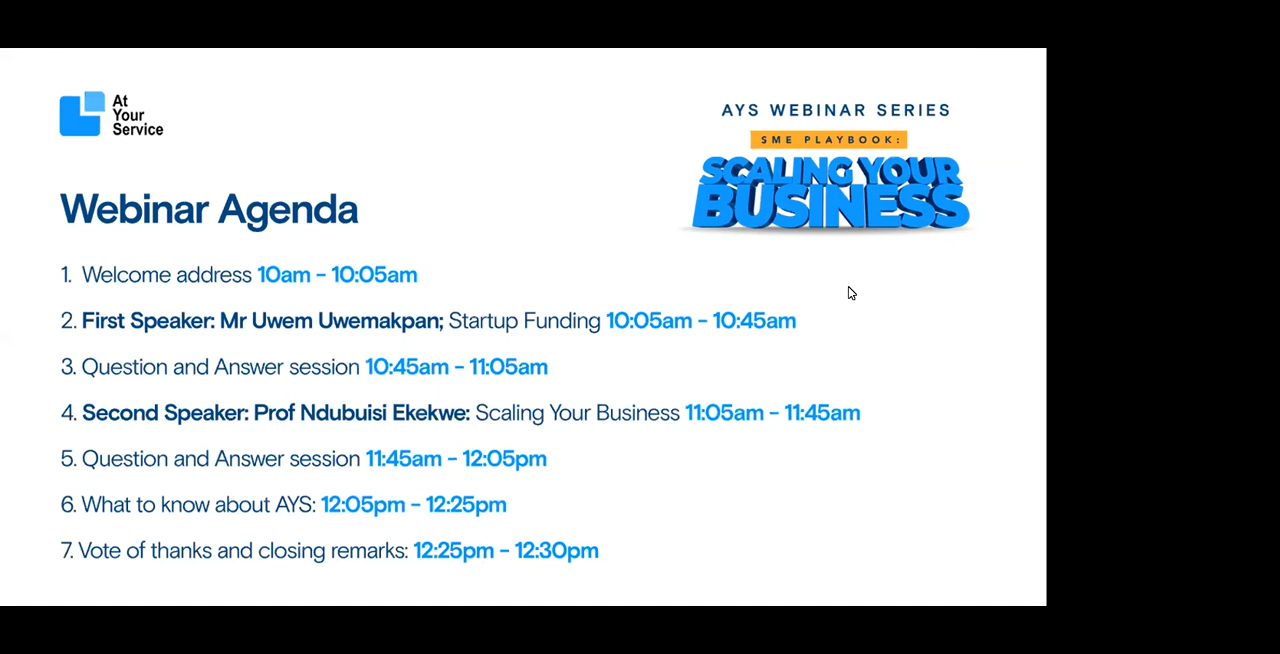 At
Your
Service
AYS WEBINAR SERIES
SME PLAYBOOK:
SCALING YOUR
BUSINESS
Webinar Agenda
1. Welcome address 10am - 10:05am
2. First Speaker: Mr Uwem Uwemakpan; Startup Funding 10:05am - 10:45am
3. Question and Answer session 10:45am - 11:05am
4. Second Speaker: Prof Ndubuisi Ekekwe: Scaling Your Business 11:05am - 11:45am
5. Question and Answer session 11:45am - 12:05pm
6. What to know about AYS: 12:05pm - 12:25pm
7. Vote of thanks and closing remarks: 12:25pm - 12:30pm